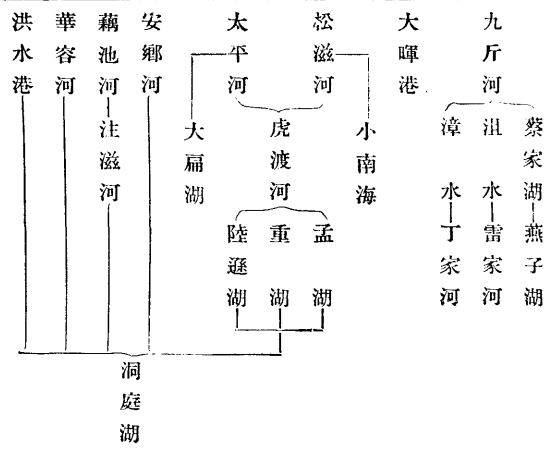 九斤河
蔡家湖
燕子湖
沮水
雷家河
漳水
丁家河
大暉港
松滋河
小南海
太平河
大扁湖
虎渡河
孟湖
重湖
陸遜湖
安鄉河
藕池河
注滋河
華容河
洪水港
洞庭湖